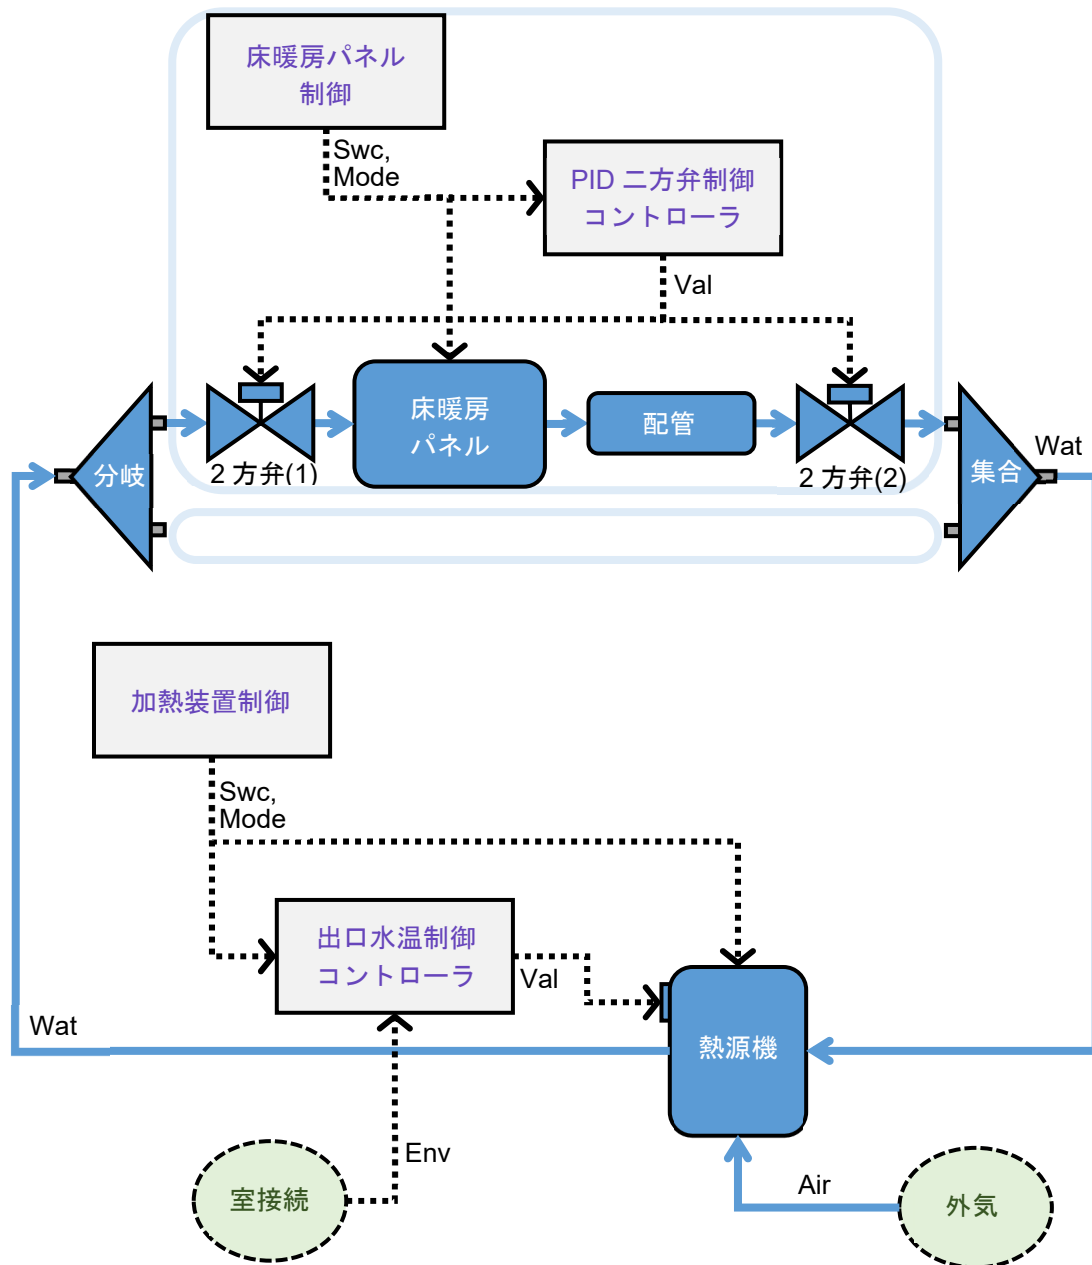 床暖房パネル
制御
Swc,
Mode
PID 二方弁制御
コントローラ
Val
分岐
2 方弁(1)
床暖房
パネル
配管
2 方弁(2)
集合
Wat
加熱装置制御
Swc,
Mode
出口水温制御
コントローラ
Val
Wat
熱源機
Env
室接続
Air
外気